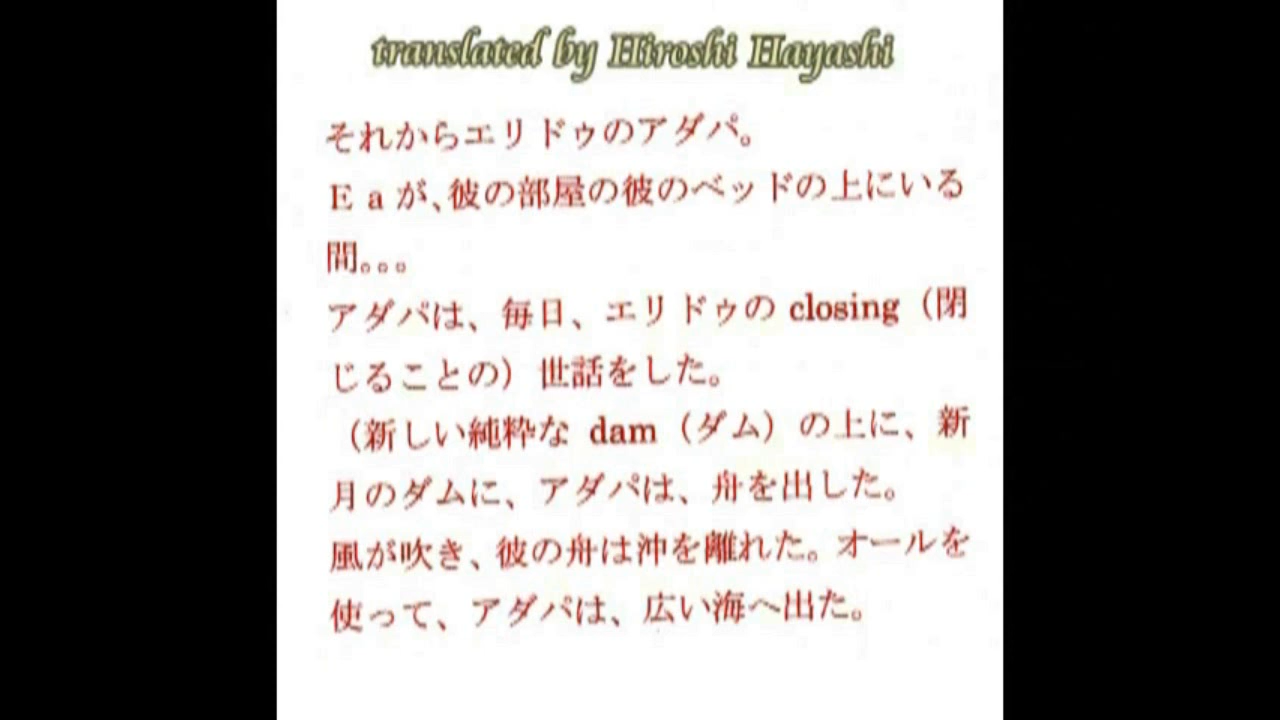 translated by Hiroshi Hayashi
それからエリドゥのアダパ。
Ｅａが、彼の部屋の彼のベッドの上にいる
間。。。
アダパは、毎日、エリドゥの closing（閉
じることの）世話をした。
（新しい純粋な dam（ダム）の上に、新
月のダムに、アダパは、舟を出した。
風が吹き、彼の舟は沖を離れた。オールを
使って、アダパは、広い海へ出た。